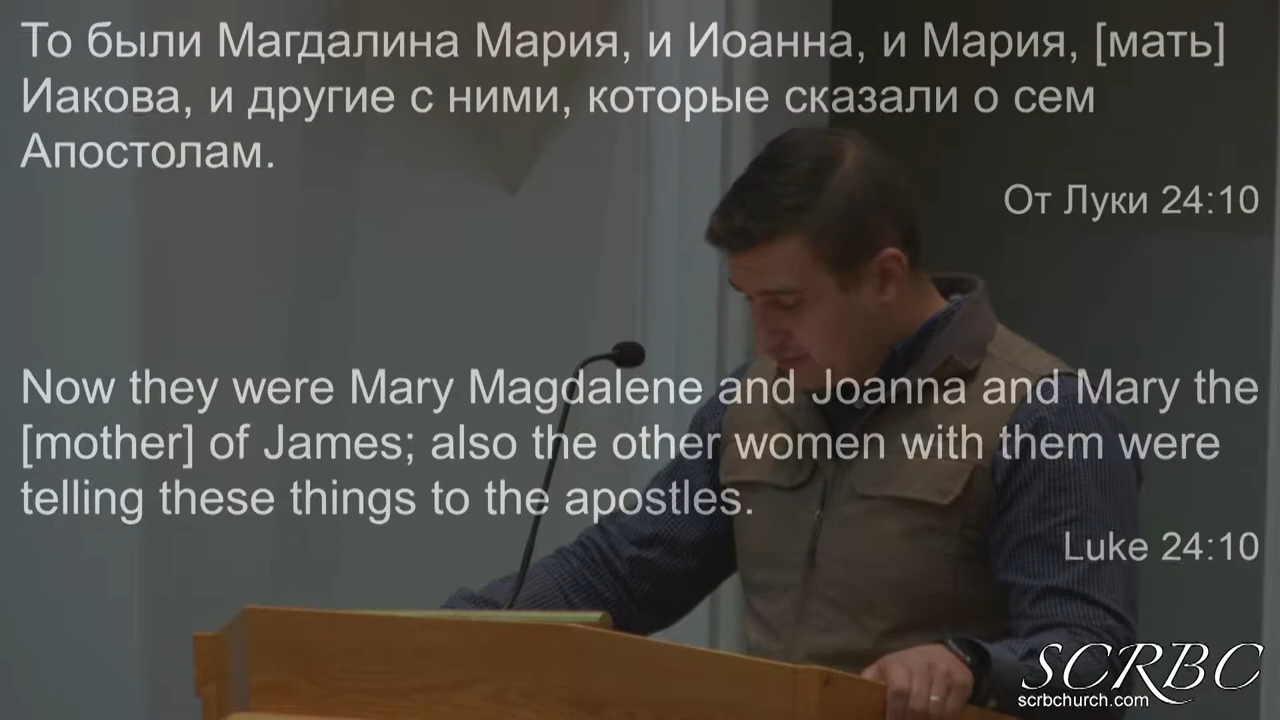 То были Магдалина Мария, и Иоанна, и Мария, [мать]
Иакова, и другие с ними, которые сказали о сем
Апостолам.
От Луки 24:10
Now they were Mary Magdalene and Joanna and Mary the
[mother] of James; also the other women with them were
telling these things to the apostles.
Luke 24:10
SCRBC
scrbchurch.com